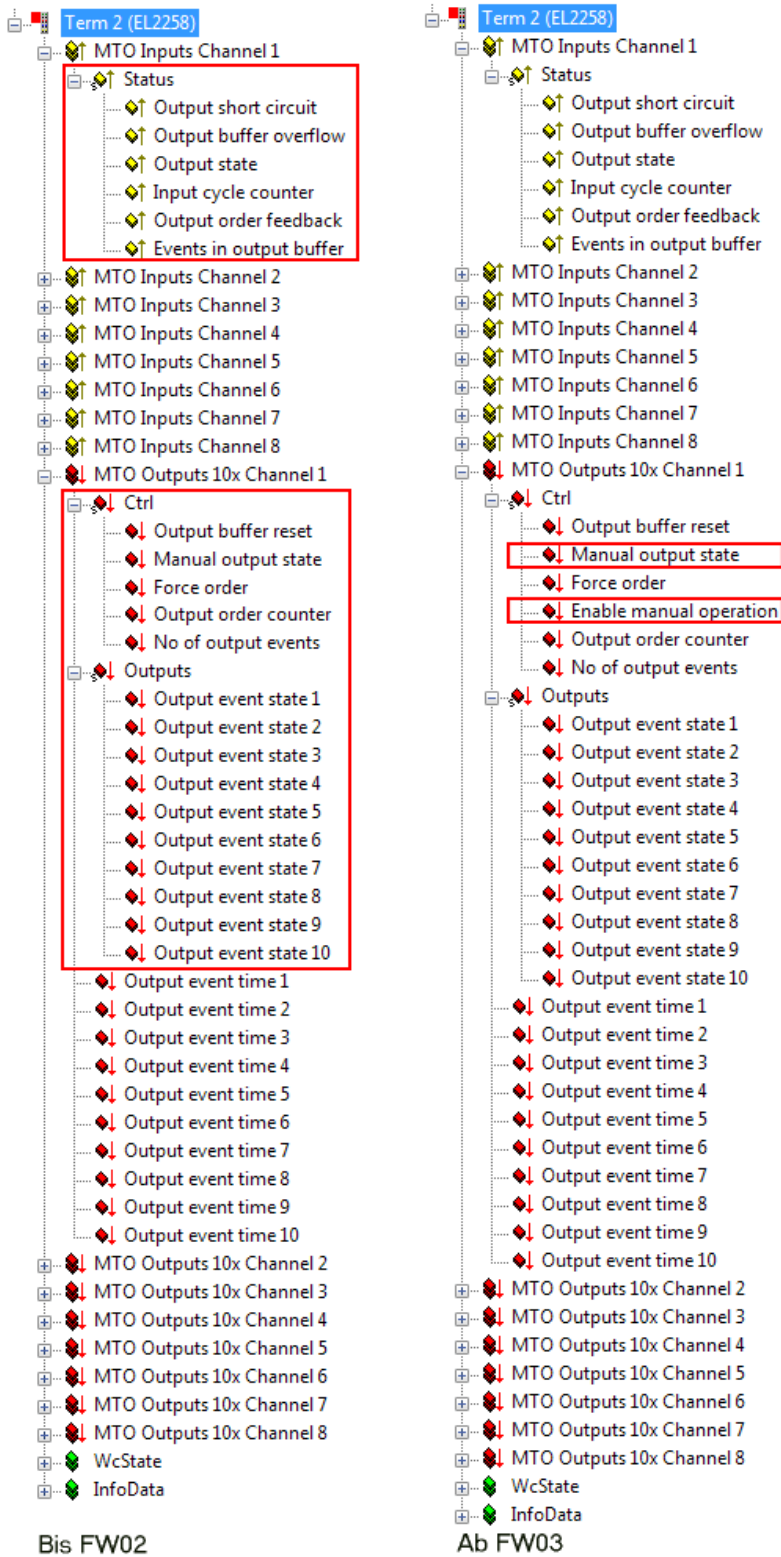 Term 2 (EL2258)
MTO Inputs Channel 1
Status
Output short circuit
Output buffer overflow
Output state
Input cycle counter
Output order feedback
Events in output buffer
MTO Inputs Channel 2
MTO Inputs Channel 3
MTO Inputs Channel 4
MTO Inputs Channel 5
MTO Inputs Channel 6
MTO Inputs Channel 7
MTO Inputs Channel 8
MTO Outputs 10x Channel 1
Ctrl
Output buffer reset
Manual output state
Force order
Output order counter
No of output events
Outputs
Output event state 1
Output event state 2
Output event state 3
Output event state 4
Output event state 5
Output event state 6
Output event state 7
Output event state 8
Output event state 9
Output event state 10
Output event time 1
Output event time 2
Output event time 3
Output event time 4
Output event time 5
Output event time 6
Output event time 7
Output event time 8
Output event time 9
Output event time 10
MTO Outputs 10x Channel 2
MTO Outputs 10x Channel 3
MTO Outputs 10x Channel 4
MTO Outputs 10x Channel 5
MTO Outputs 10x Channel 6
MTO Outputs 10x Channel 7
MTO Outputs 10x Channel 8
WcState
InfoData
Bis FW02
Term 2 (EL2258)
MTO Inputs Channel 1
Status
Output short circuit
Output buffer overflow
Output state
Input cycle counter
Output order feedback
Events in output buffer
MTO Inputs Channel 2
MTO Inputs Channel 3
MTO Inputs Channel 4
MTO Inputs Channel 5
MTO Inputs Channel 6
MTO Inputs Channel 7
MTO Inputs Channel 8
MTO Outputs 10x Channel 1
Ctrl
Output buffer reset
Manual output state
Force order
Enable manual operation
Output order counter
No of output events
Outputs
Output event state 1
Output event state 2
Output event state 3
Output event state 4
Output event state 5
Output event state 6
Output event state 7
Output event state 8
Output event state 9
Output event state 10
Output event time 1
Output event time 2
Output event time 3
Output event time 4
Output event time 5
Output event time 6
Output event time 7
Output event time 8
Output event time 9
Output event time 10
MTO Outputs 10x Channel 2
MTO Outputs 10x Channel 3
MTO Outputs 10x Channel 4
MTO Outputs 10x Channel 5
MTO Outputs 10x Channel 6
MTO Outputs 10x Channel 7
MTO Outputs 10x Channel 8
WcState
InfoData
Ab FW03